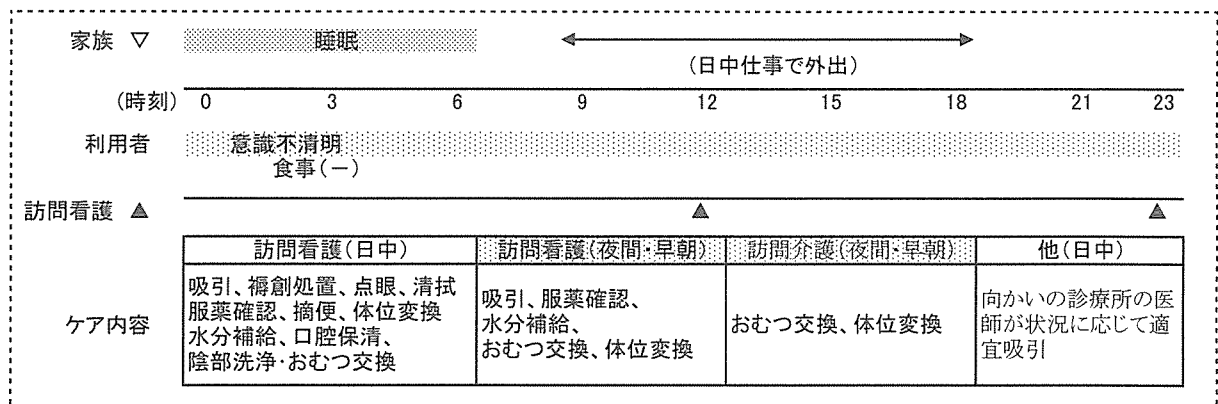 家族 ▽ 睡眠
(日中仕事で外出)
(時刻) 0 3 6 9 12 15 18 21 23
利用者 意識不清明
食事(－)
訪問看護 ▲
訪問看護(日中) 訪問看護(夜間・早朝) 訪問介護(夜間・早朝) 他(日中)
ケア内容
吸引、褥創処置、点眼、清拭
服薬確認、摘便、体位変換
水分補給、口腔保清、
陰部洗浄・おむつ交換
吸引、服薬確認、
水分補給、
おむつ交換、体位変換
おむつ交換、体位変換
向かいの診療所の医
師が状況に応じて適
宜吸引